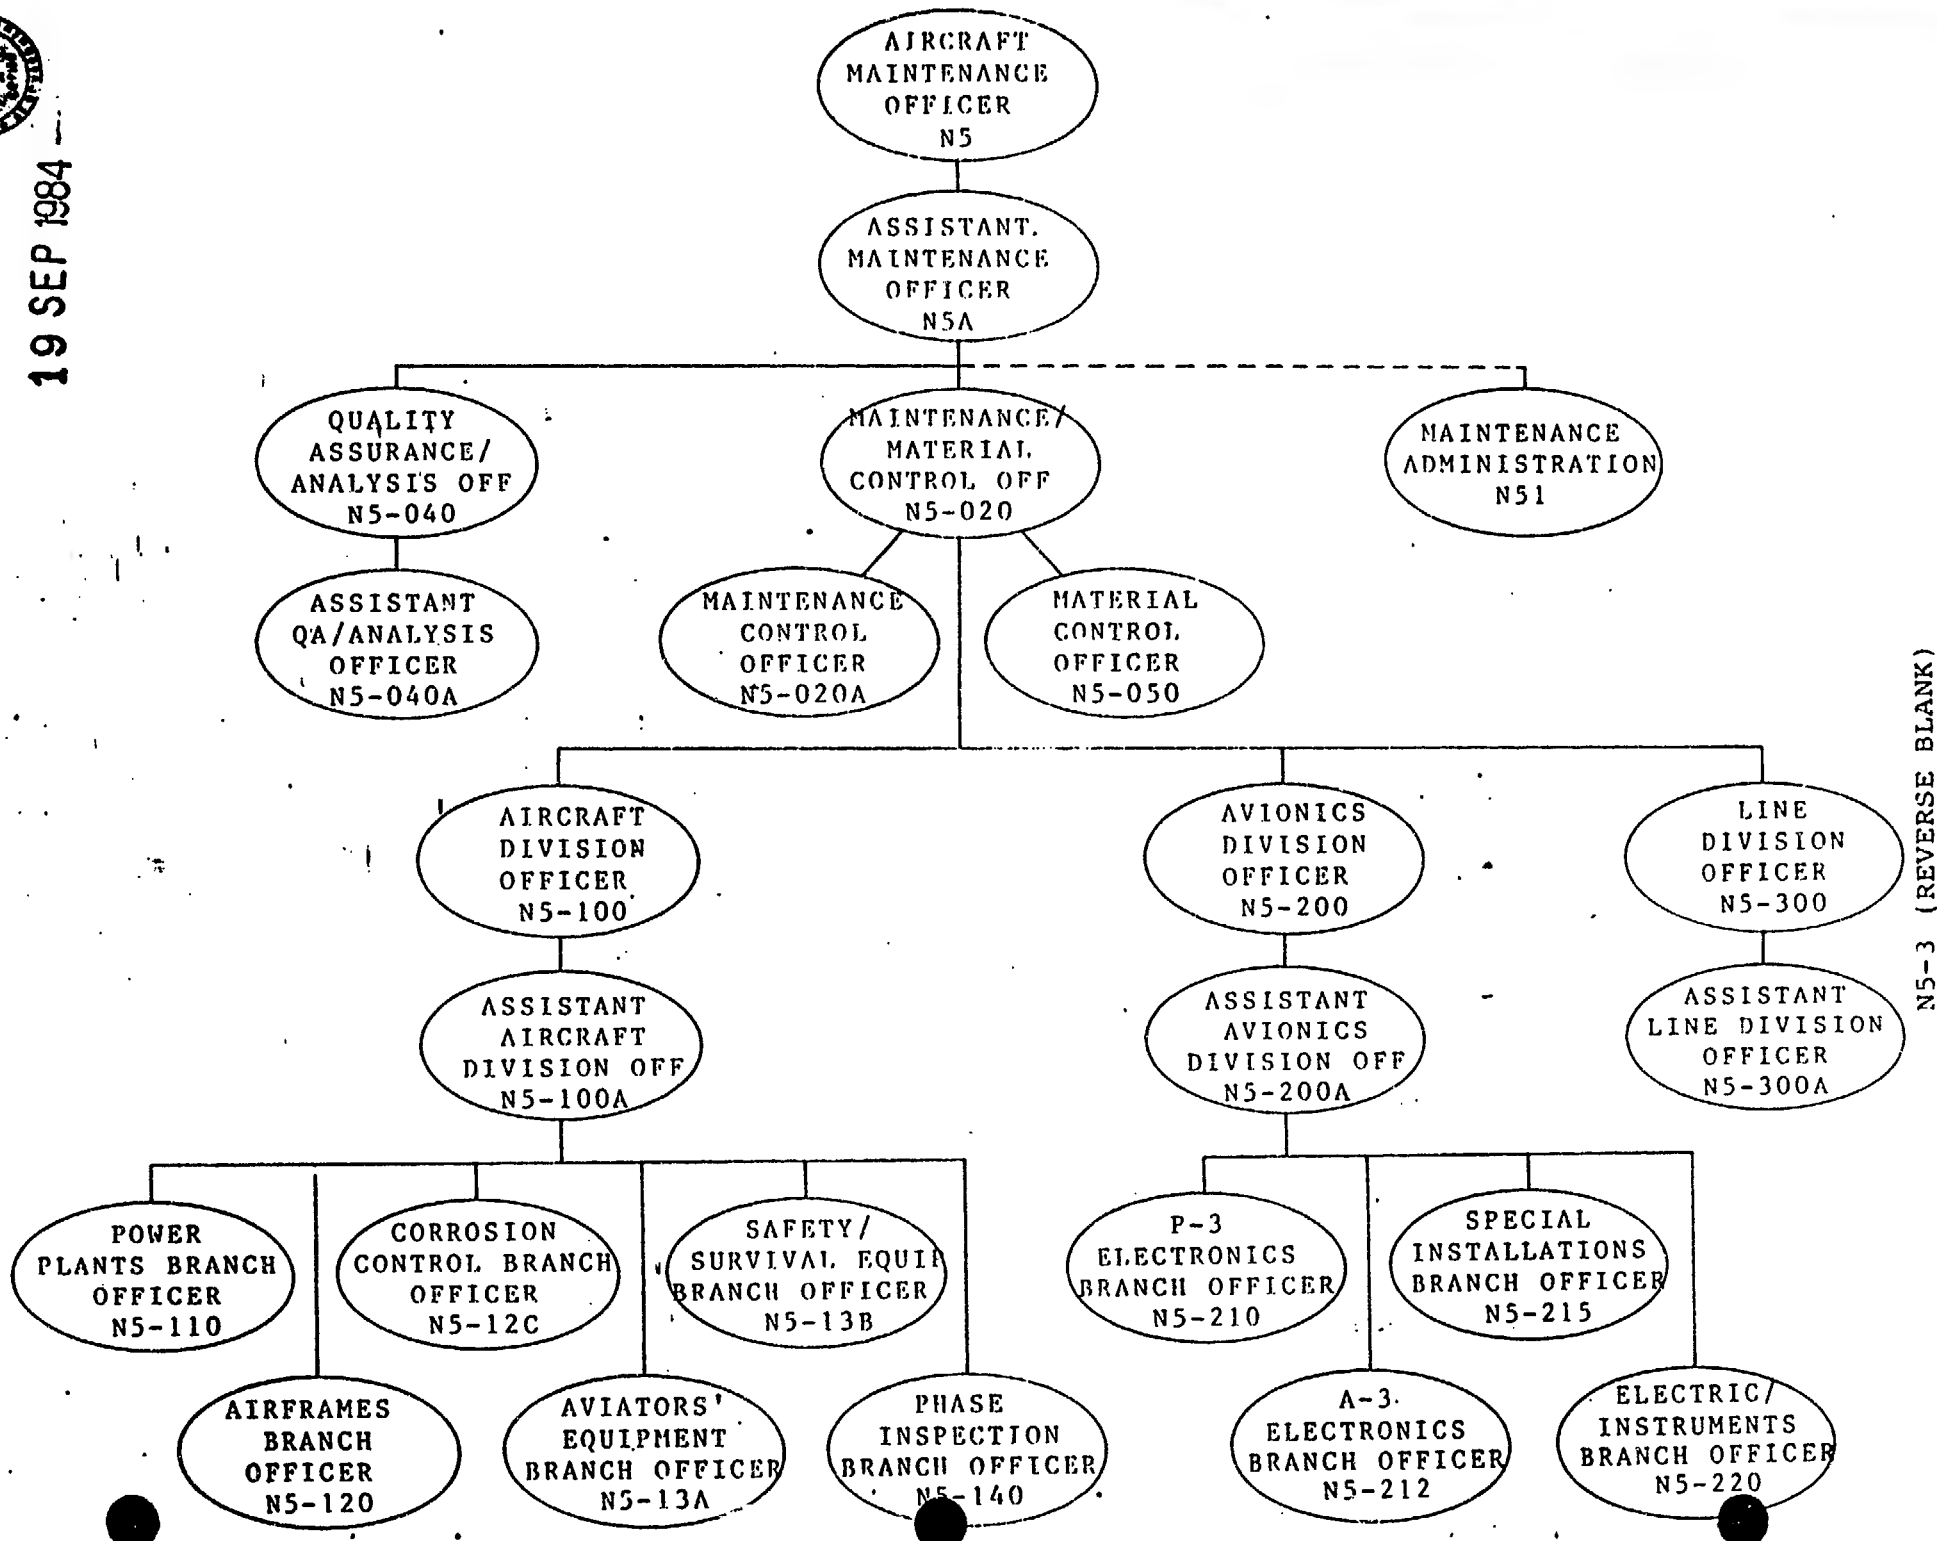 19 SEP 1984
AIRCRAFT
MAINTENANCE
OFFICER
N5
ASSISTANT.
MAINTENANCE
OFFICER
N5A
QUALITY
ASSURANCE/
ANALYSIS OFF
N5-040
MAINTENANCE/
MATERIAL
CONTROL OFF
N5-020
MAINTENANCE
ADMINISTRATION
N51
ASSISTANT
QA/ANALYSIS
OFFICER
N5-040A
MAINTENANCE
CONTROL
OFFICER
N5-020A
MATERIAL
CONTROL
OFFICER
N5-050
AIRCRAFT
DIVISION
OFFICER
N5-100
AVIONICS
DIVISION
OFFICER
N5-200
LINE
DIVISION
OFFICER
N5-300
ASSISTANT
AIRCRAFT
DIVISION OFF
N5-100A
ASSISTANT
AVIONICS
DIVISION OFF
N5-200A
ASSISTANT
LINE DIVISION
OFFICER
N5-300A
POWER
PLANTS BRANCH
OFFICER
N5-110
CORROSION
CONTROL BRANCH
OFFICER
N5-12C
SAFETY/
SURVIVAL EQUIP
BRANCH OFFICER
N5-13B
P-3
ELECTRONICS
BRANCH OFFICER
N5-210
SPECIAL
INSTALLATIONS
BRANCH OFFICER
N5-215
AIRFRAMES
BRANCH
OFFICER
N5-120
AVIATORS'
EQUIPMENT
BRANCH OFFICER
N5-13A
PHASE
INSPECTION
BRANCH OFFICER
N5-140
A-3
ELECTRONICS
BRANCH OFFICER
N5-212
ELECTRIC/
INSTRUMENTS
BRANCH OFFICER
N5-220
N5-3 (REVERSE BLANK)